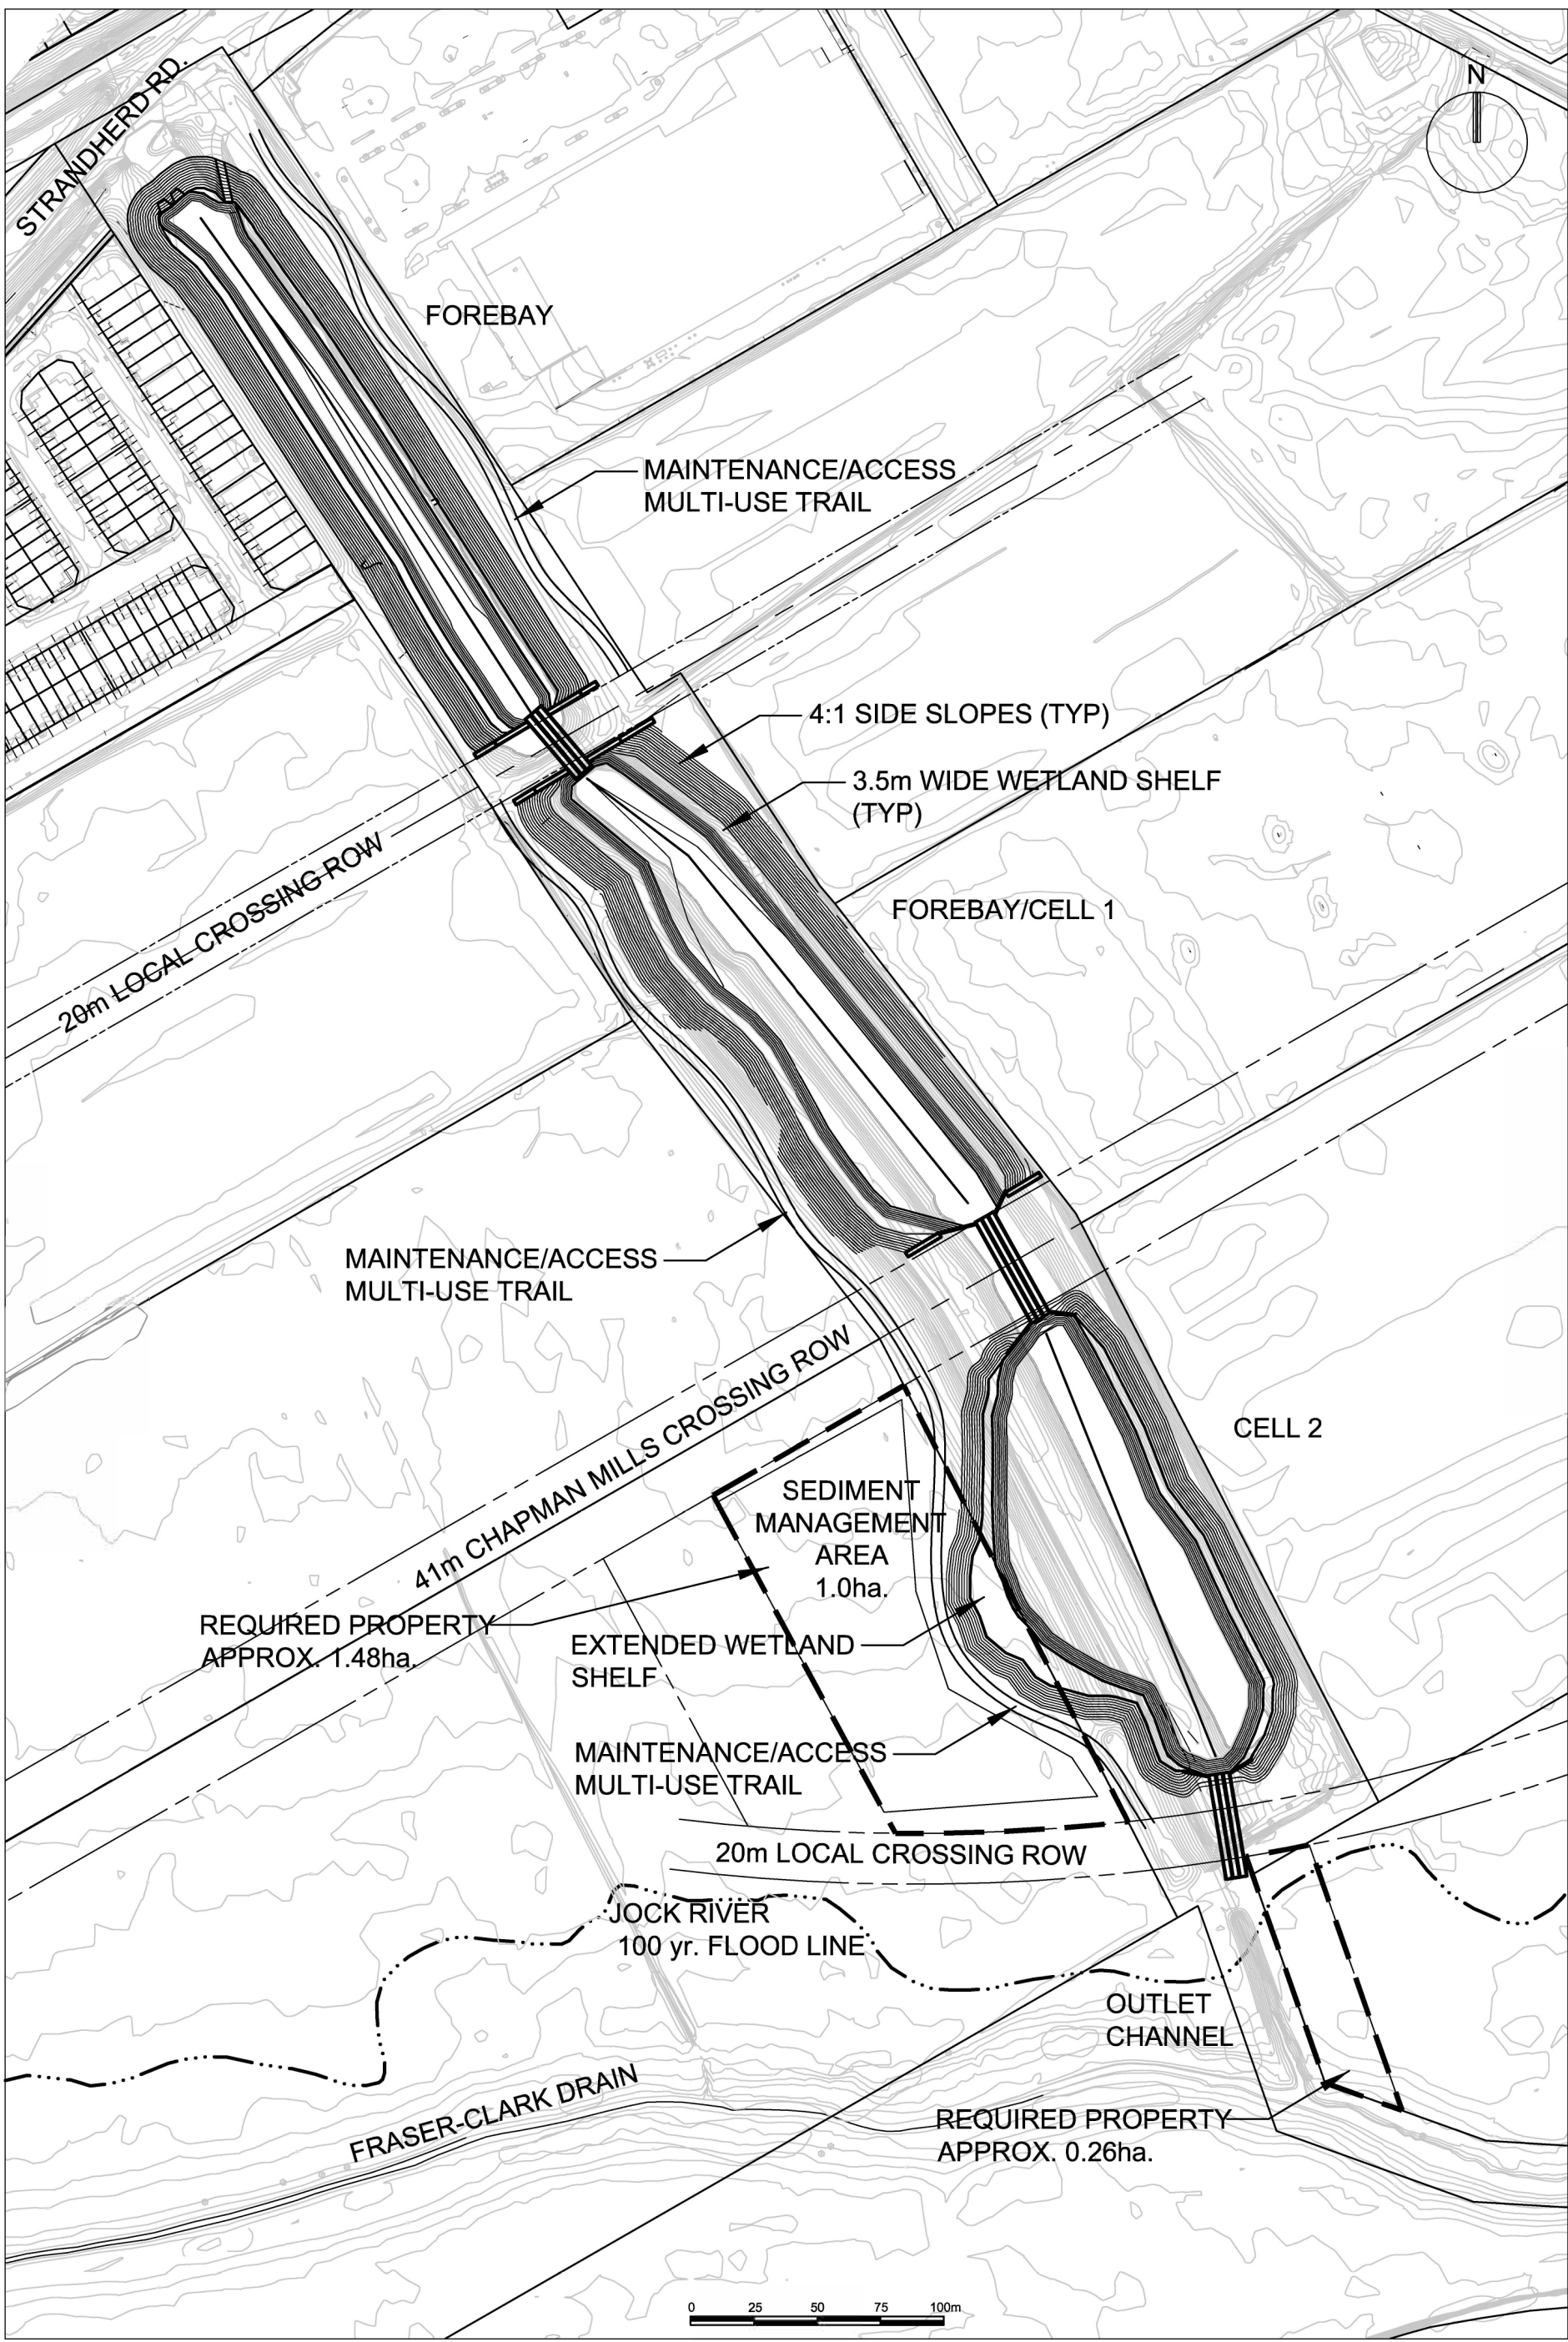 N
STRANDHERD RD.
FOREBAY
MAINTENANCE/ACCESS
MULTI-USE TRAIL
4:1 SIDE SLOPES (TYP)
3.5m WIDE WETLAND SHELF
(TYP)
20m LOCAL CROSSING ROW
FOREBAY/CELL 1
MAINTENANCE/ACCESS
MULTI-USE TRAIL
41m CHAPMAN MILLS CROSSING ROW
CELL 2
SEDIMENT
MANAGEMENT
AREA
1.0ha.
REQUIRED PROPERTY
APPROX. 1.48ha.
EXTENDED WETLAND
SHELF
MAINTENANCE/ACCESS
MULTI-USE TRAIL
20m LOCAL CROSSING ROW
JOCK RIVER
100 yr. FLOOD LINE
OUTLET
CHANNEL
FRASER-CLARK DRAIN
REQUIRED PROPERTY
APPROX. 0.26ha.
0 25 50 75 100m